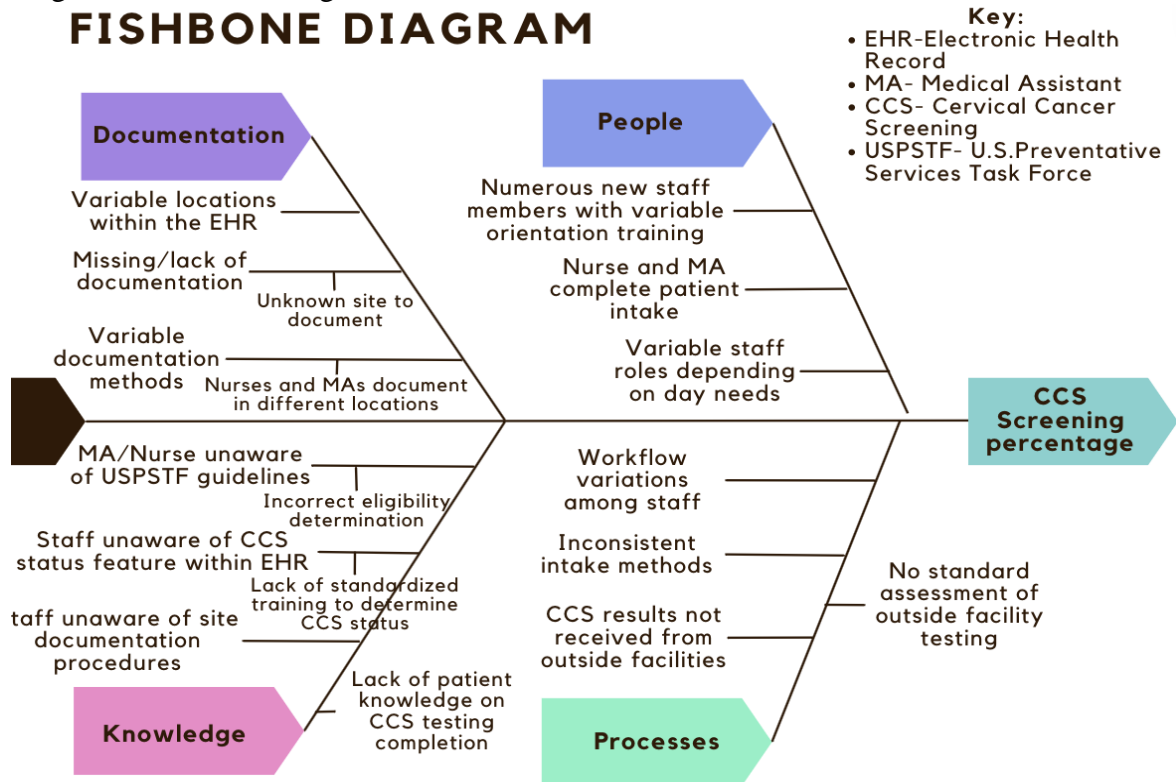 FISHBONE DIAGRAM
Key:
• EHR-Electronic Health
Record
• MA- Medical Assistant
• CCS- Cervical Cancer
Screening
• USPSTF- U.S.Preventative
Services Task Force
Documentation
Variable locations
within the EHR
Missing/lack of
documentation
Unknown site to
document
Variable
documentation
methods
Nurses and MAs document
in different locations
People
Numerous new staff
members with variable
orientation training
Nurse and MA
complete patient
intake
Variable staff
roles depending
on day needs
CCS
Screening
percentage
MA/Nurse unaware
of USPSTF guidelines
Incorrect eligibility
determination
Staff unaware of CCS
status feature within EHR
Lack of standardized
training to determine
CCS status
taff unaware of site
documentation
procedures
Lack of patient
knowledge on
CCS testing
completion
Knowledge
Workflow
variations
among staff
Inconsistent
intake methods
CCS results not
received from
outside facilities
No standard
assessment of
outside facility
testing
Processes